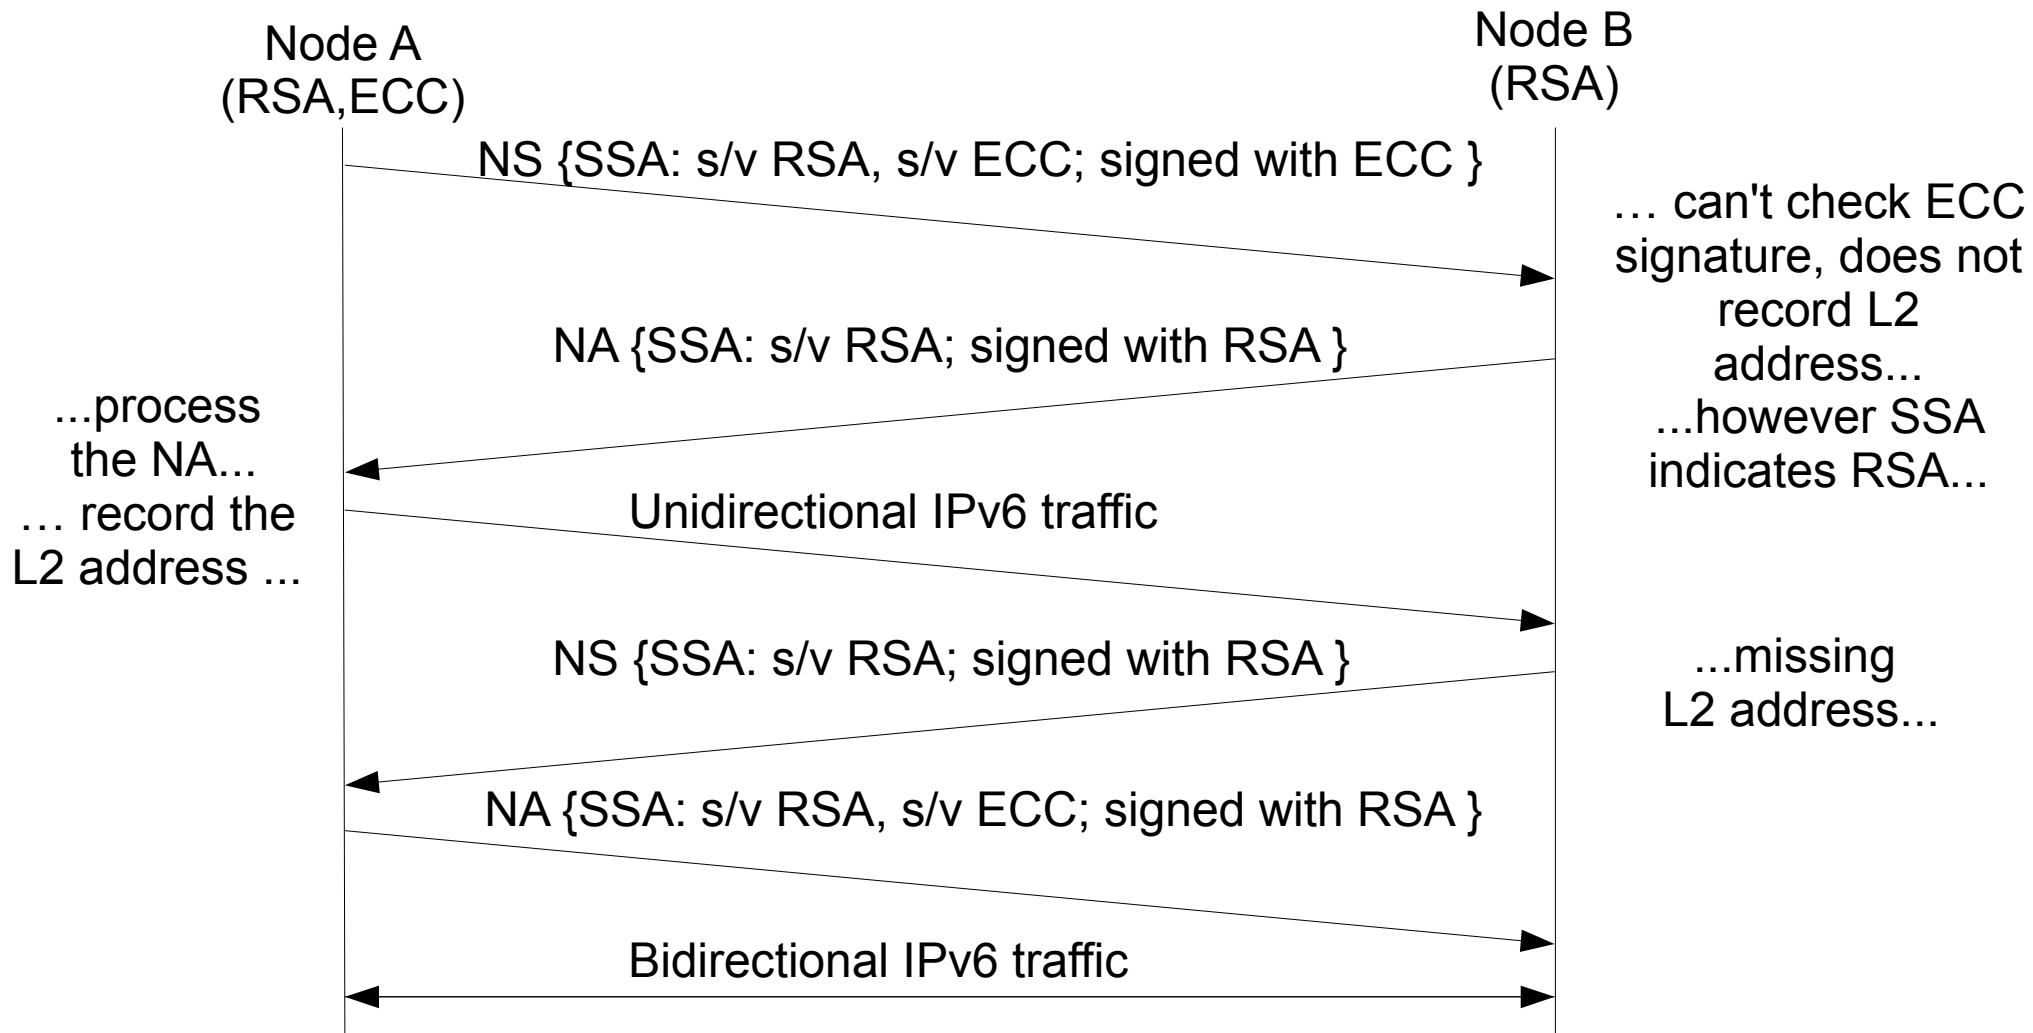 Node A
(RSA,ECC)
Node B
(RSA)
NS {SSA: s/v RSA, s/v ECC; signed with ECC }
… can't check ECC
signature, does not
record L2
address...
...however SSA
indicates RSA...
NA {SSA: s/v RSA; signed with RSA }
...process
the NA...
… record the
L2 address ...
Unidirectional IPv6 traffic
NS {SSA: s/v RSA; signed with RSA }
...missing
L2 address...
NA {SSA: s/v RSA, s/v ECC; signed with RSA }
Bidirectional IPv6 traffic